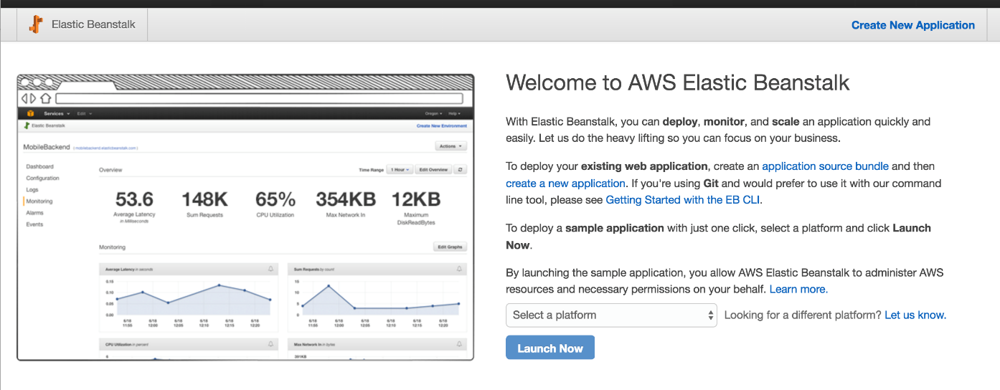 Elastic Beanstalk
Create New Application
Services Edit Oregon Help
Elastic Beanstalk Create New Environment
MobileBackend ( mobilebackend.elasticbeanstalk.com ) Actions
Dashboard
Configuration
Logs
Monitoring
Alarms
Events
Overview Time Range 1 Hour Edit Overview
53.6 148K 65% 354KB 12KB
Average Latency Sum Requests CPU Utilization Max Network In Maximum
in Milliseconds DiskReadBytes
Monitoring Edit Graphs
Average Latency in seconds
0.15
0.10
0.05
0.00
6/18 6/18 6/18 6/18 6/18 6/18
11:55 12:00 12:05 12:10 12:15 12:20
Sum Requests by count
15
10
5
0
6/18 6/18 6/18 6/18 6/18 6/18
11:55 12:00 12:05 12:10 12:15 12:20
CPU Utilization in percent
Max Network In in bytes
391KB
Welcome to AWS Elastic Beanstalk
With Elastic Beanstalk, you can deploy, monitor, and scale an application quickly and
easily. Let us do the heavy lifting so you can focus on your business.
To deploy your existing web application, create an application source bundle and then
create a new application. If you're using Git and would prefer to use it with our command
line tool, please see Getting Started with the EB CLI.
To deploy a sample application with just one click, select a platform and click Launch
Now.
By launching the sample application, you allow AWS Elastic Beanstalk to administer AWS
resources and necessary permissions on your behalf. Learn more.
Select a platform Looking for a different platform? Let us know.
Launch Now